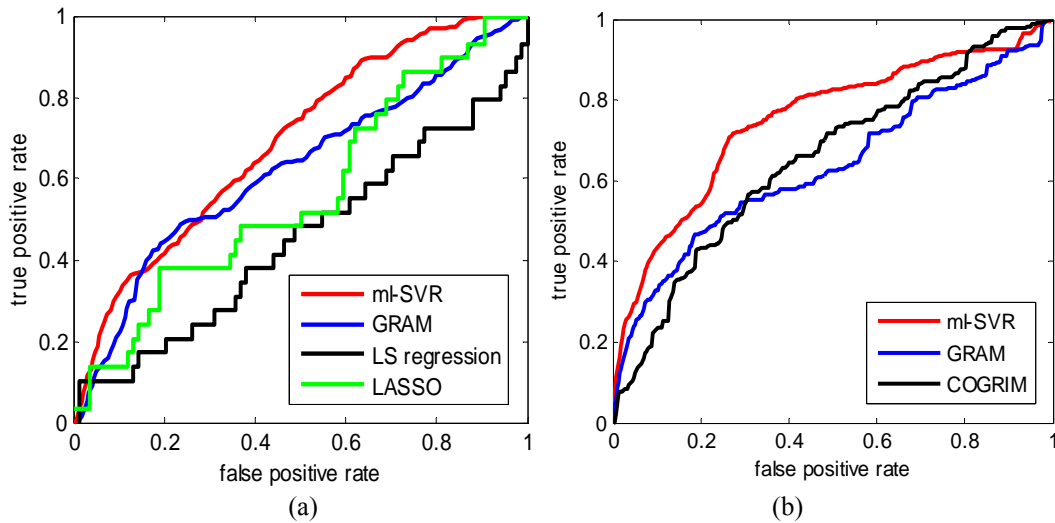 1
0.8
0.6
0.4
0.2
0
true positive rate
0 0.2 0.4 0.6 0.8 1
false positive rate
ml-SVR
GRAM
LS regression
LASSO
(a)
1
0.8
0.6
0.4
0.2
0
true positive rate
0 0.2 0.4 0.6 0.8 1
false positive rate
ml-SVR
GRAM
COGRIM
(b)